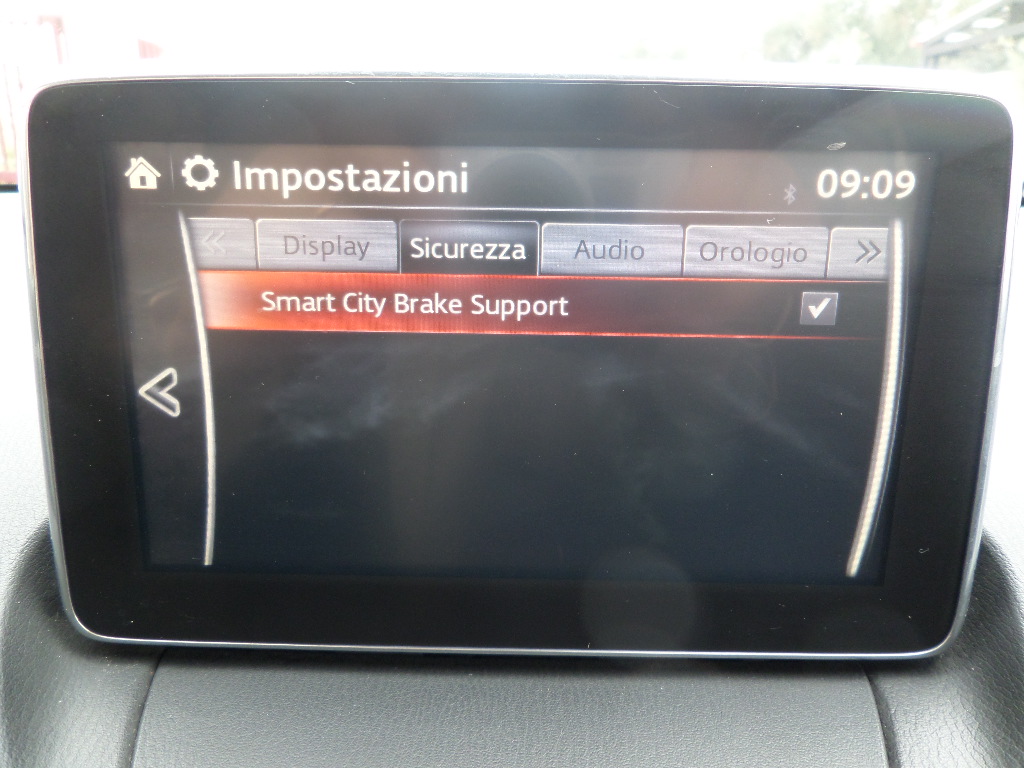 Impostazioni 09:09
Display Sicurezza Audio Orologio
Smart City Brake Support